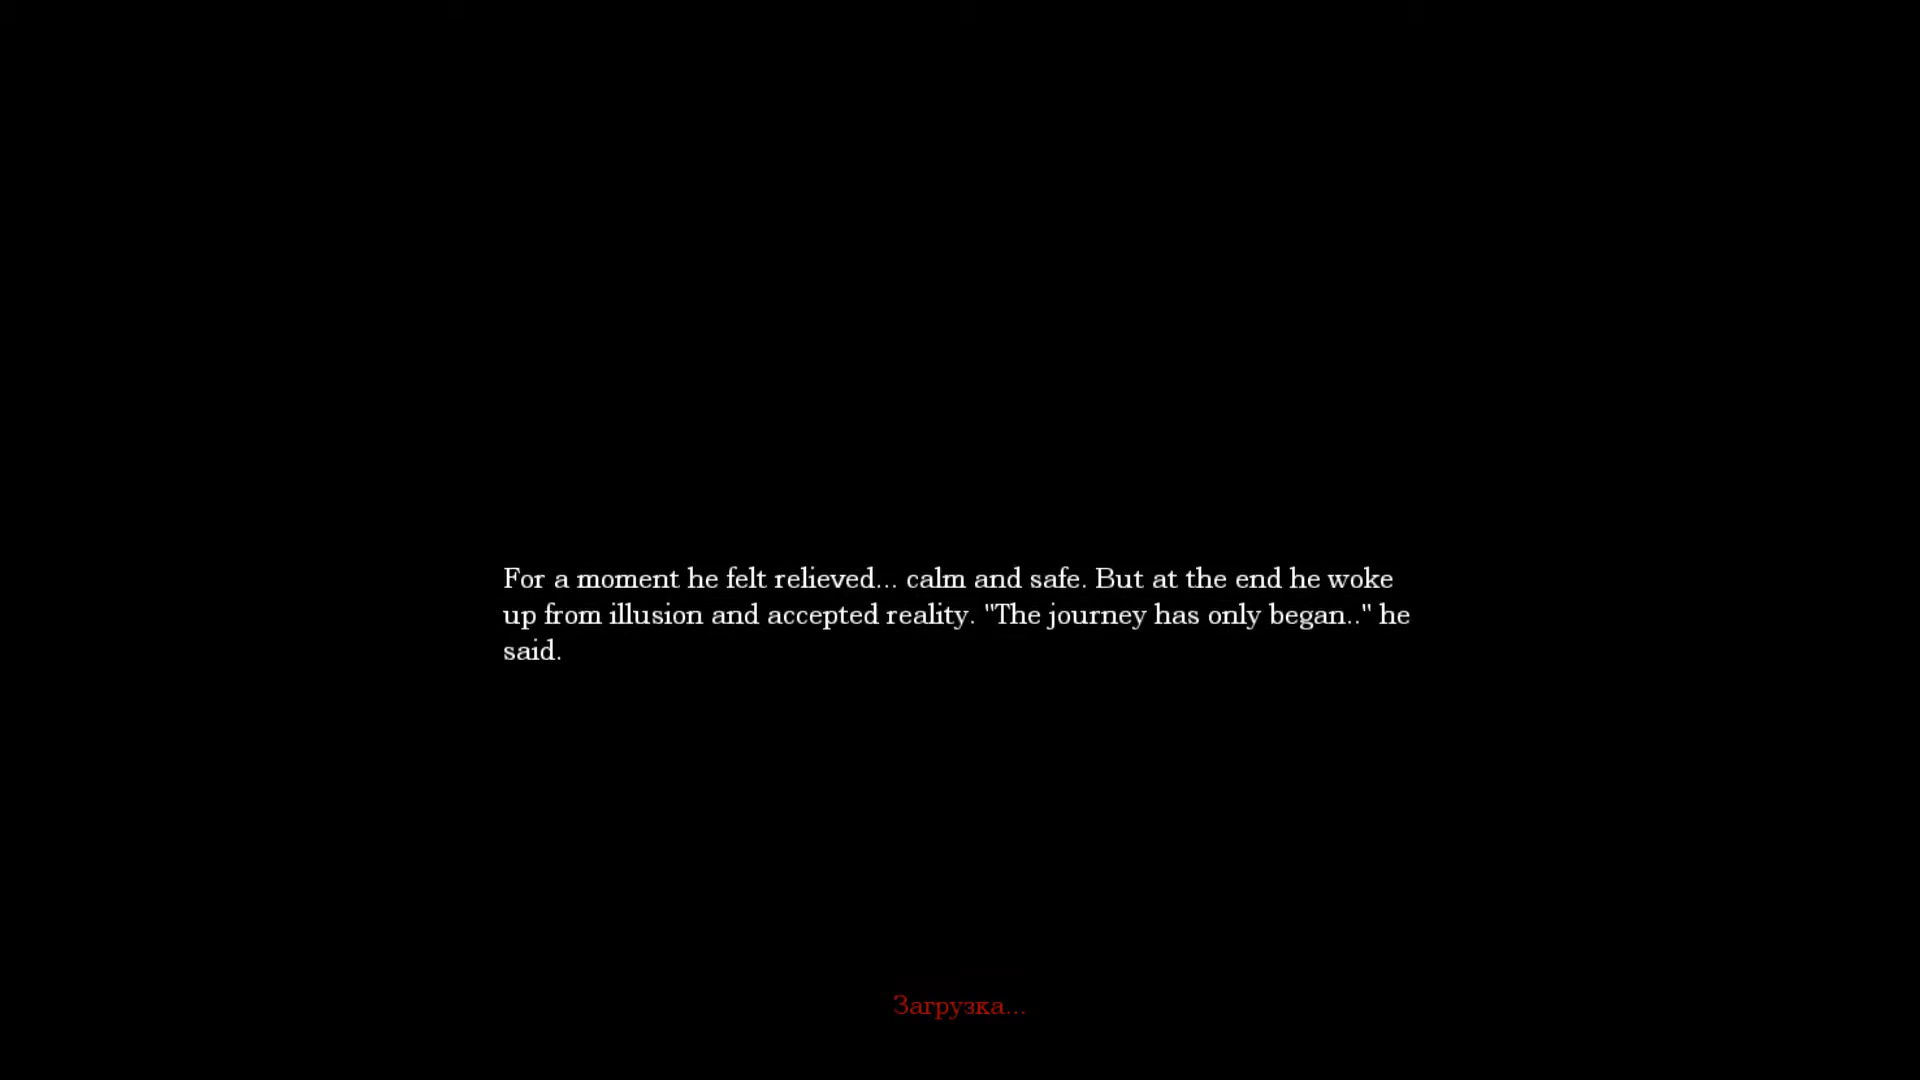 For a moment he felt relieved... calm and safe. But at the end he woke
up from illusion and accepted reality. "The journey has only began.." he
said.
Загрузка...